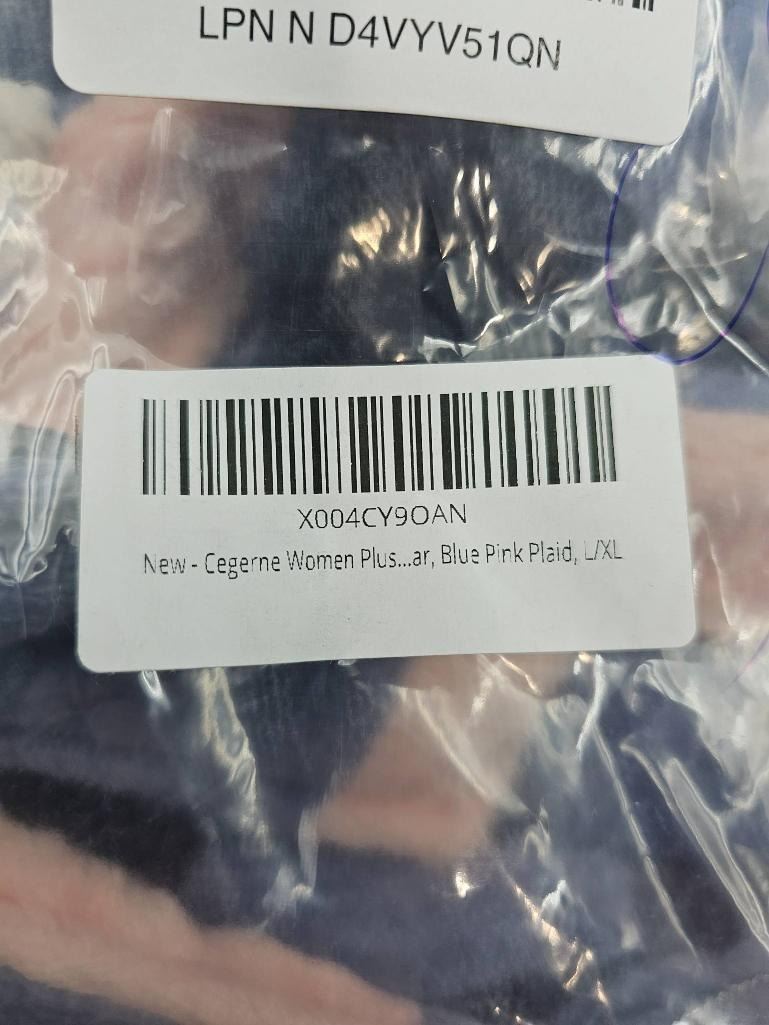 LPN N D4VYV51QN
X004CY9OAN
New - Cegerne Women Plus...ar, Blue Pink Plaid, L/XL